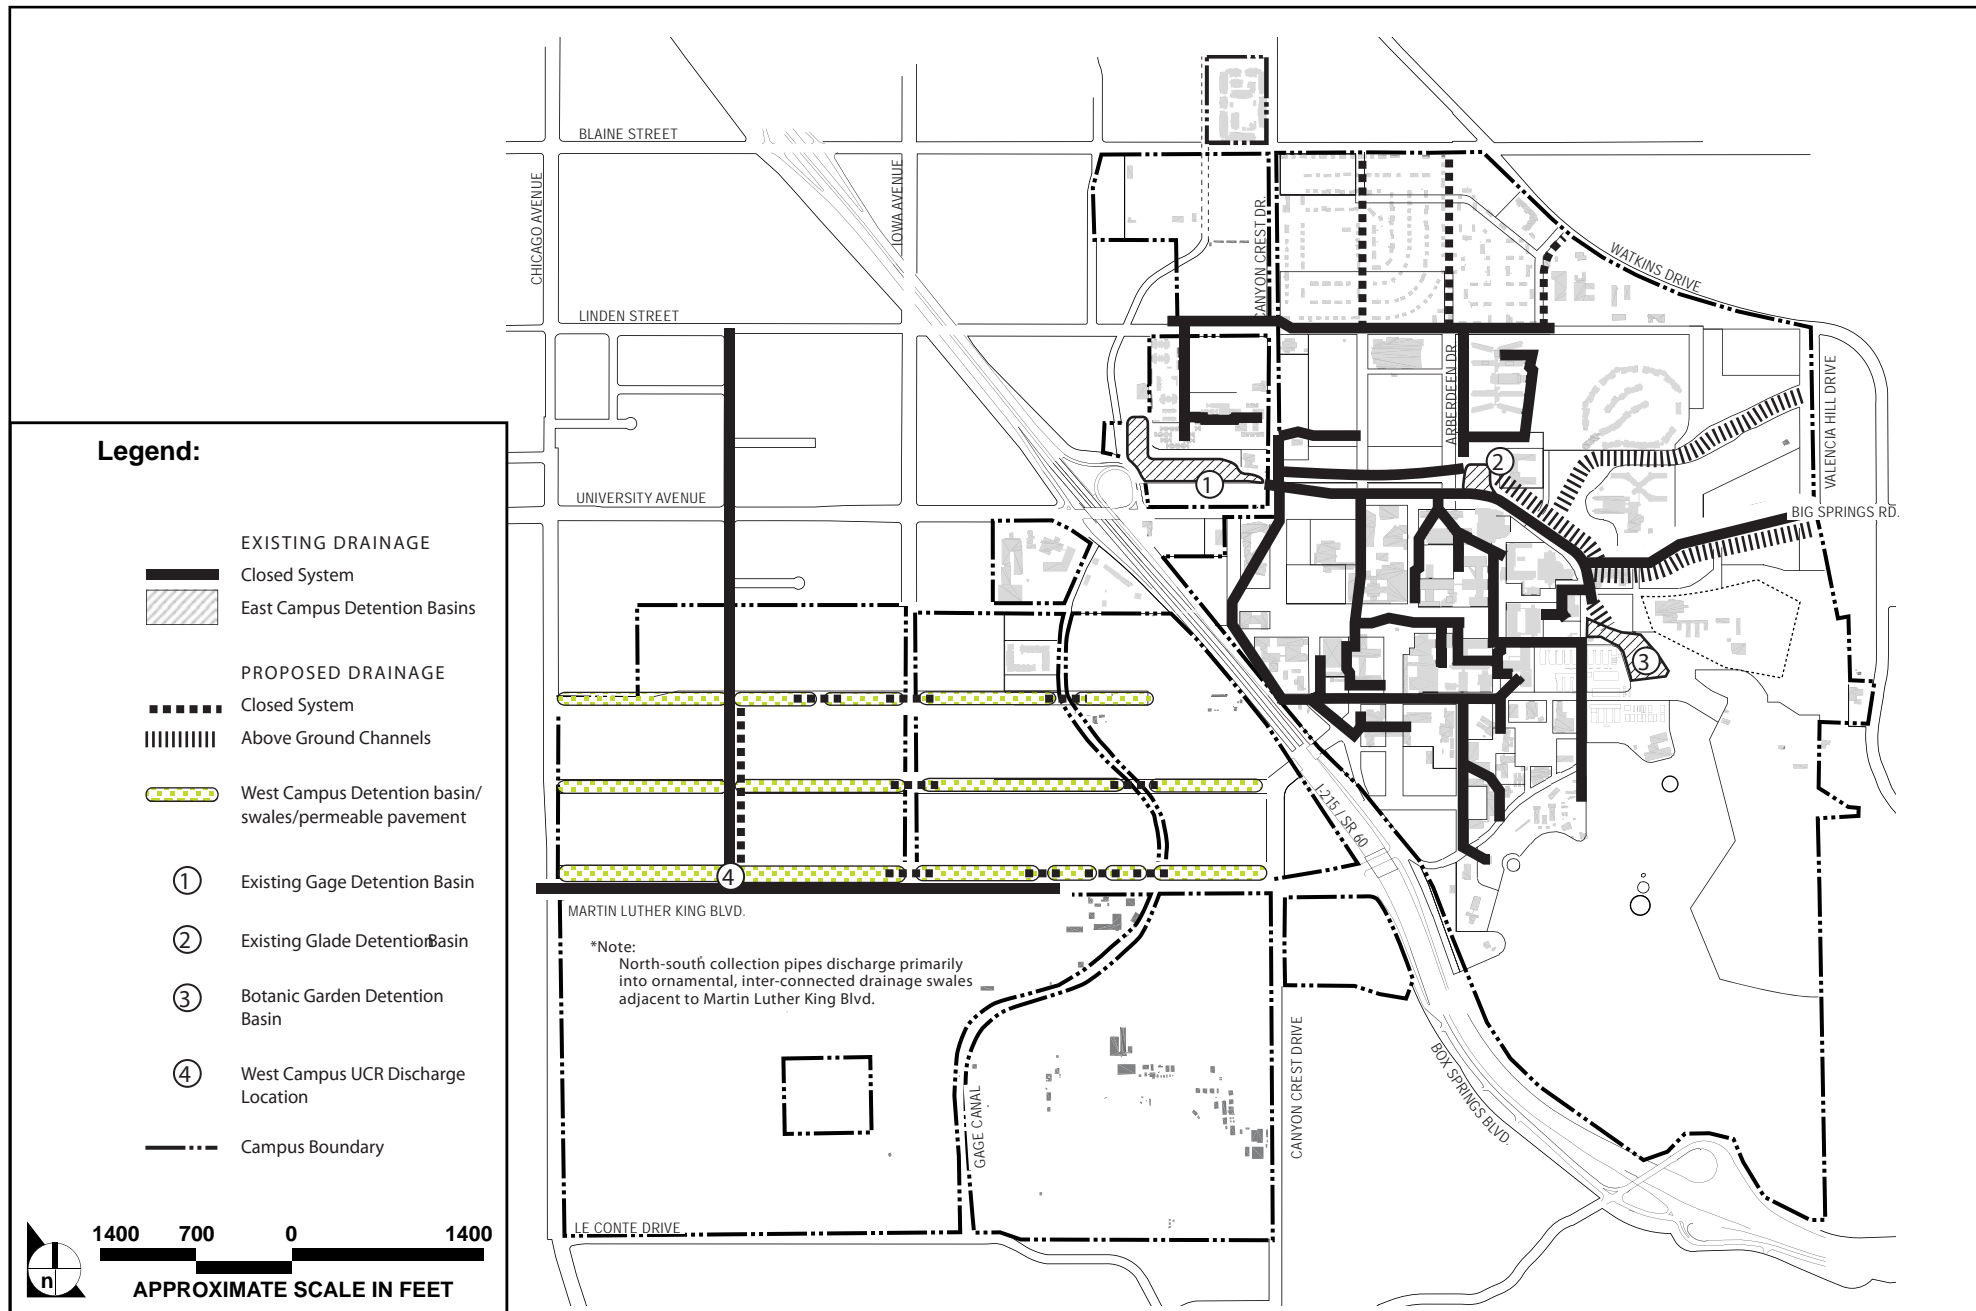 BLAINE STREET
CHICAGO AVENUE
IOWA AVENUE
CANYON CREST DR.
WATKINS DRIVE
LINDEN STREET
ARBERDEEN DR.
VALENCIA HILL DRIVE
UNIVERSITY AVENUE
BIG SPRINGS RD.
1
2
3
4
I-215 / SR 60
MARTIN LUTHER KING BLVD.
*Note:
North-south collection pipes discharge primarily
into ornamental, inter-connected drainage swales
adjacent to Martin Luther King Blvd.
GAGE CANAL
CANYON CREST DRIVE
BOX SPRINGS BLVD.
LE CONTE DRIVE
Legend:
EXISTING DRAINAGE
Closed System
East Campus Detention Basins
PROPOSED DRAINAGE
Closed System
Above Ground Channels
West Campus Detention basin/
swales/permeable pavement
1 Existing Gage Detention Basin
2 Existing Glade Detention Basin
3 Botanic Garden Detention
Basin
4 West Campus UCR Discharge
Location
Campus Boundary
n
1400 700 0 1400
APPROXIMATE SCALE IN FEET